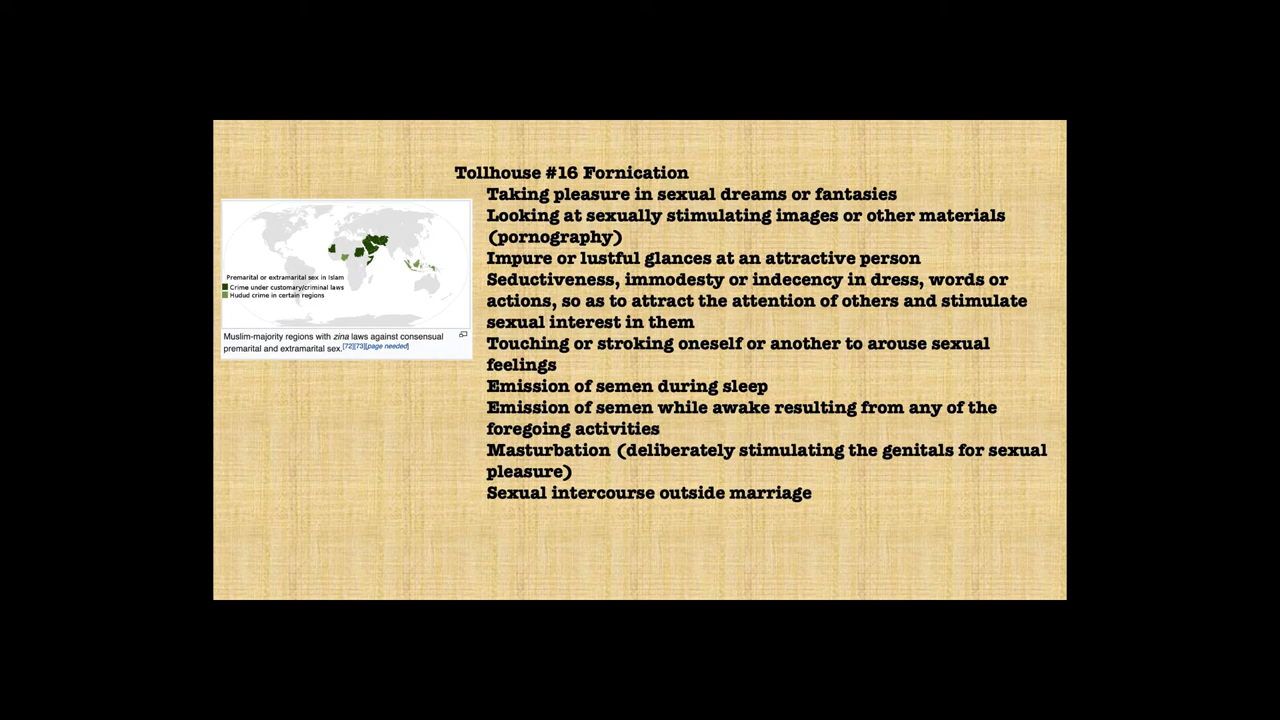 Tollhouse #16 Fornication
Taking pleasure in sexual dreams or fantasies
Looking at sexually stimulating images or other materials
(pornography)
Impure or lustful glances at an attractive person
Seductiveness, immodesty or indecency in dress, words or
actions, so as to attract the attention of others and stimulate
sexual interest in them
Touching or stroking oneself or another to arouse sexual
feelings
Emission of semen during sleep
Emission of semen while awake resulting from any of the
foregoing activities
Masturbation (deliberately stimulating the genitals for sexual
pleasure)
Sexual intercourse outside marriage
Premarital or extramarital sex in Islam
Crime under customary/criminal laws
Hudud crime in certain regions
Muslim-majority regions with zina laws against consensual
premarital and extramarital sex.[72][73][page needed]